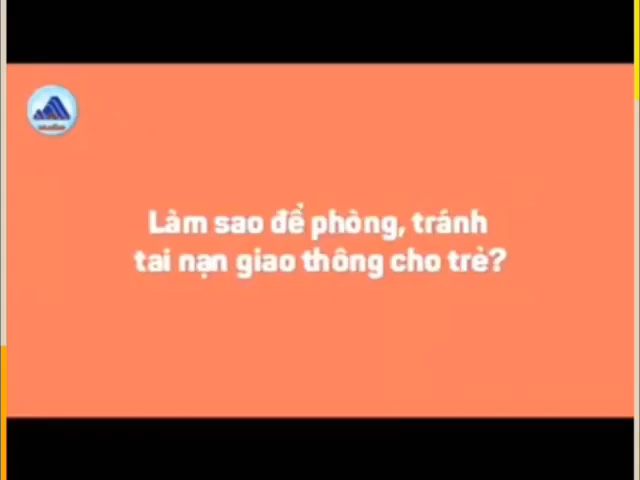 Làm sao để phòng, tránh
tai nạn giao thông cho trẻ?